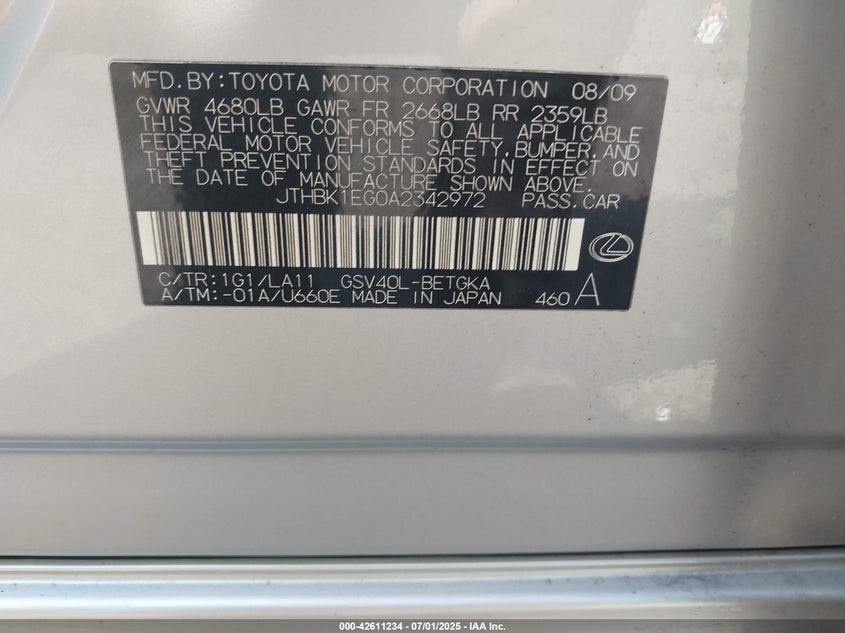 MFD.BY:TOYOTA MOTOR CORPORATION 08/09
GVWR 4680LB GAWR FR 2668LB RR 2359LB
THIS VEHICLE CONFORMS TO ALL APPLICABLE
FEDERAL MOTOR VEHICLE SAFETY,BUMPER,AND
THEFT PREVENTION STANDARDS IN EFFECT ON
THE DATE OF MANUFACTURE SHOWN ABOVE.
JTHBK1EG0A2342972 PASS.CAR
C/TR:1G1/LA11 GSV40L-BETGKA
A/TM:-01A/U660E MADE IN JAPAN 460 A
000-42611234 - 07/01/2025 - IAA Inc.